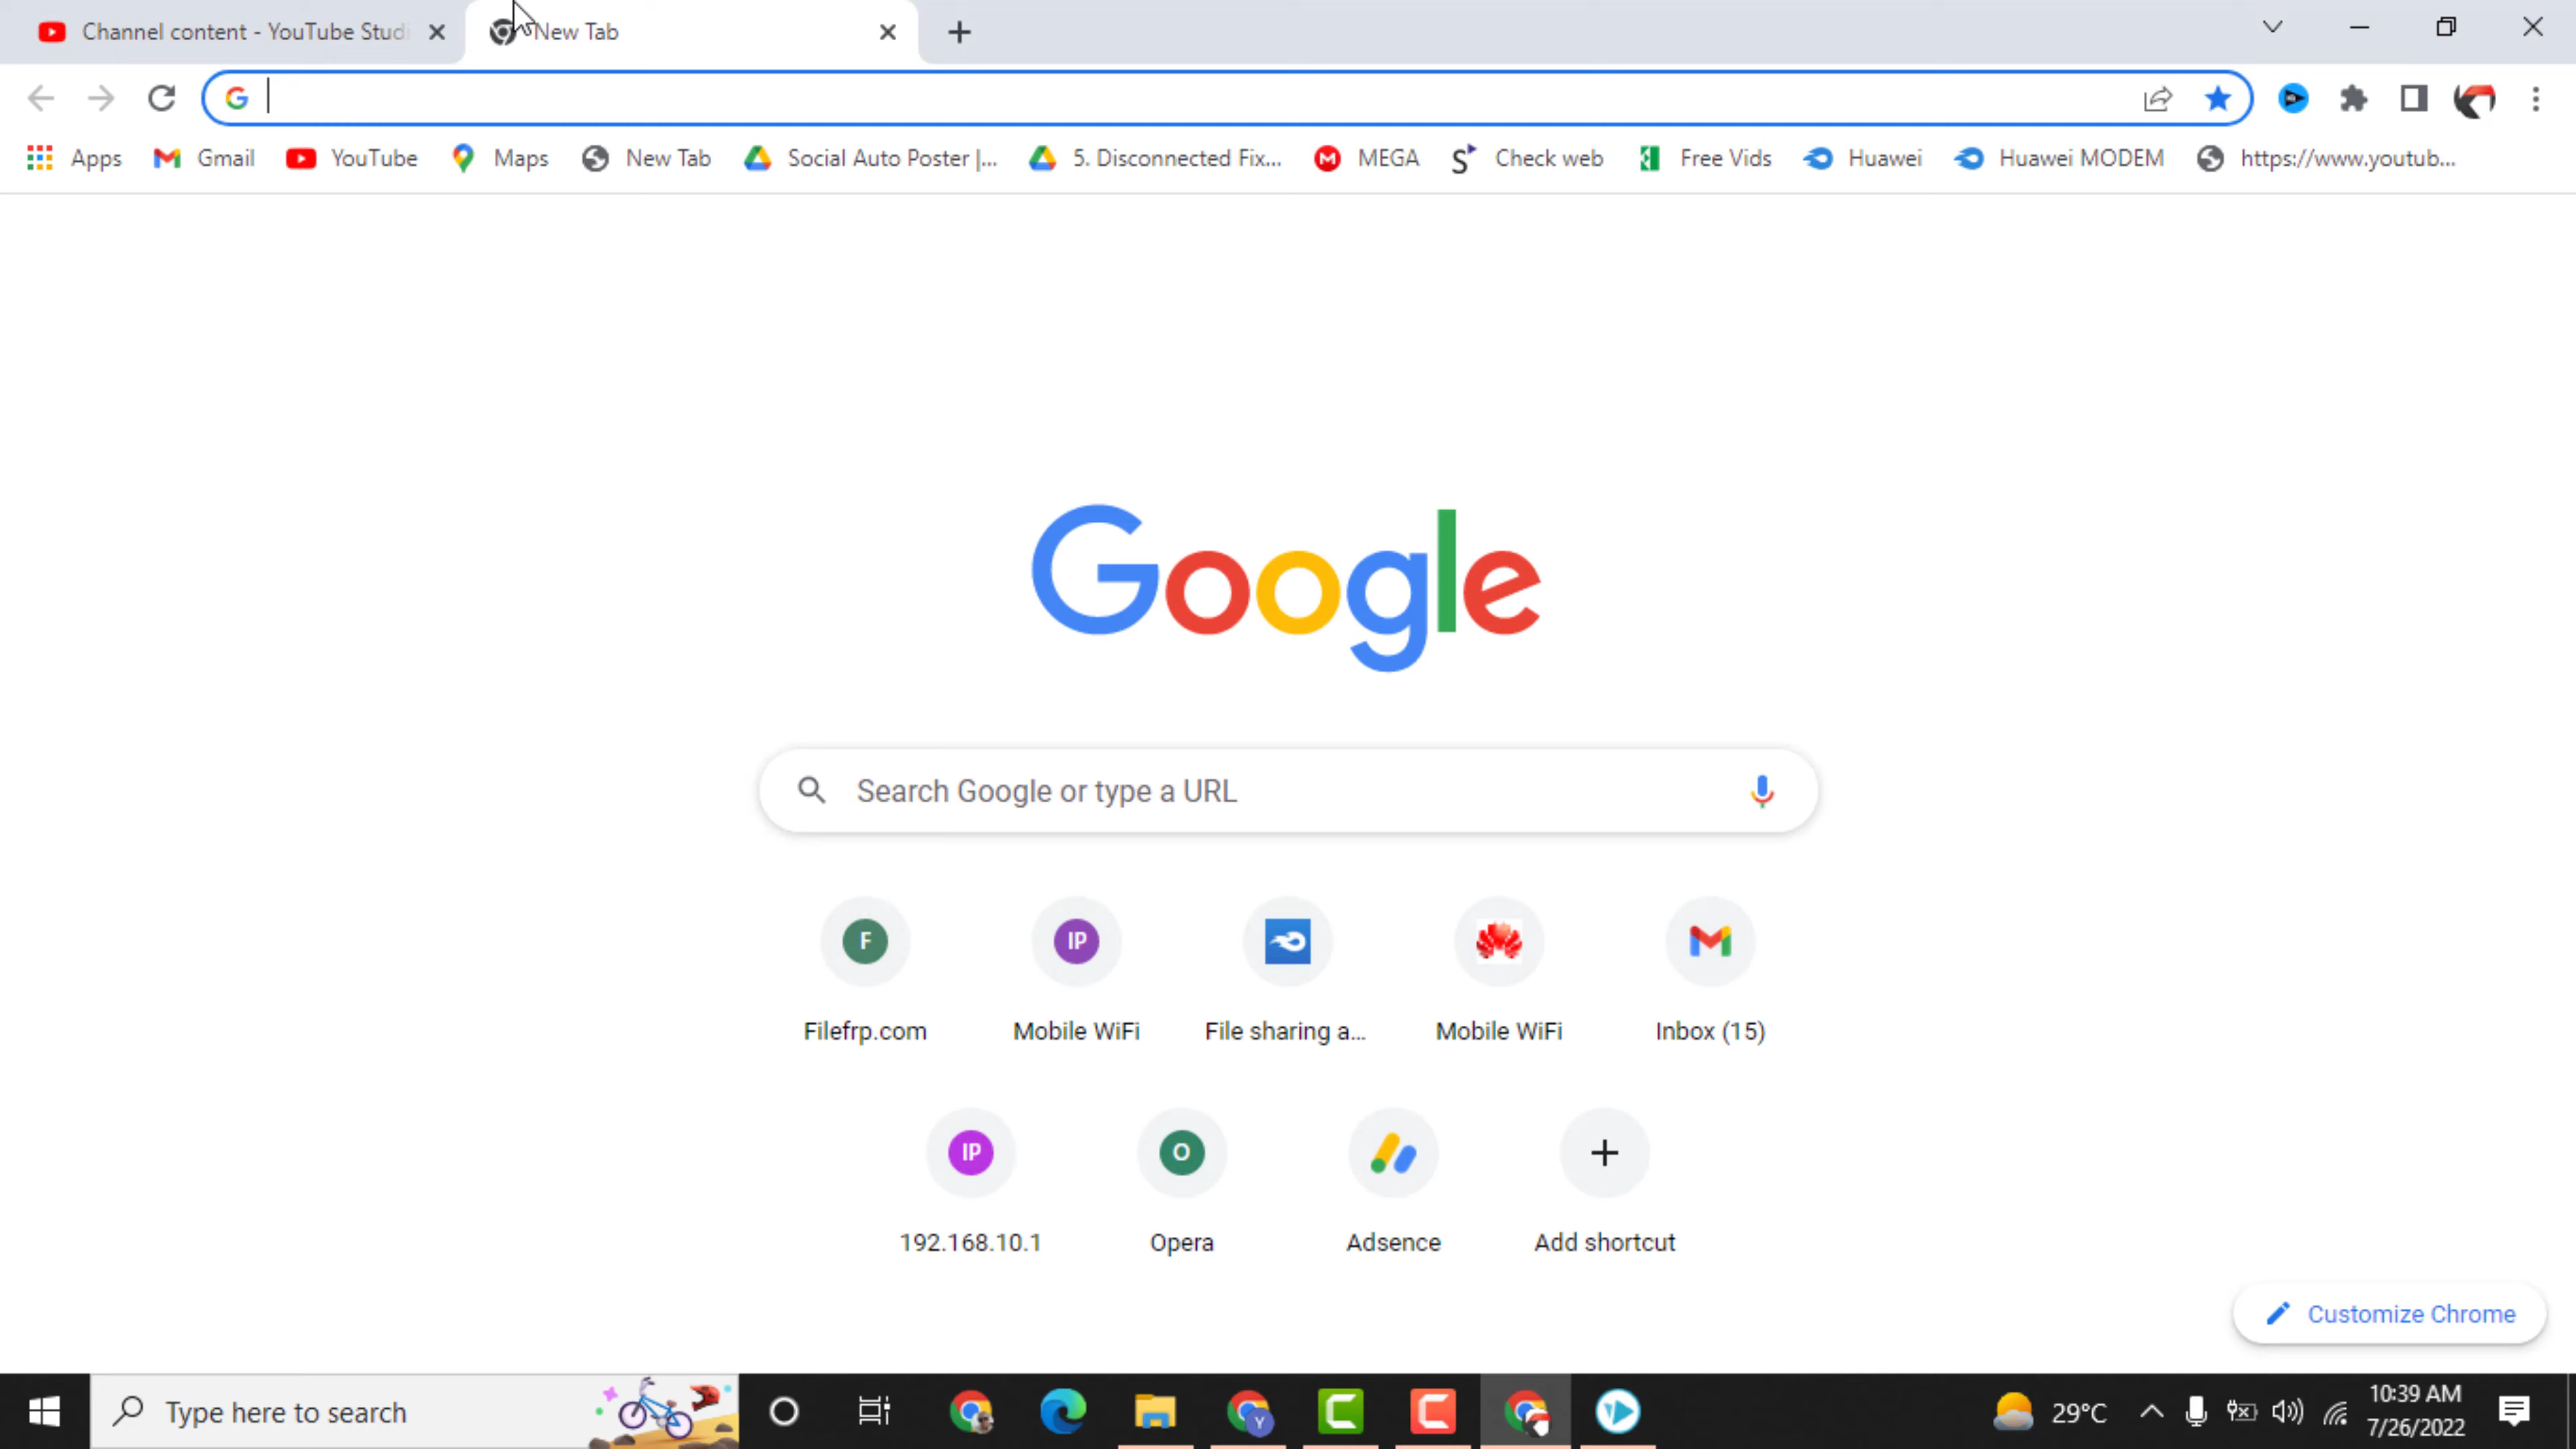 Channel content - YouTube Studi
New Tab
Apps
Gmail
YouTube
Maps
New Tab
Social Auto Poster |...
5. Disconnected Fix...
MEGA
Check web
Free Vids
Huawei
Huawei MODEM
https://www.youtub...
Google
Search Google or type a URL
F
IP
Filefrp.com
Mobile WiFi
File sharing a...
Mobile WiFi
Inbox (15)
IP
O
192.168.10.1
Opera
Adsence
Add shortcut
Customize Chrome
Type here to search
Y
29°C
10:39 AM
7/26/2022